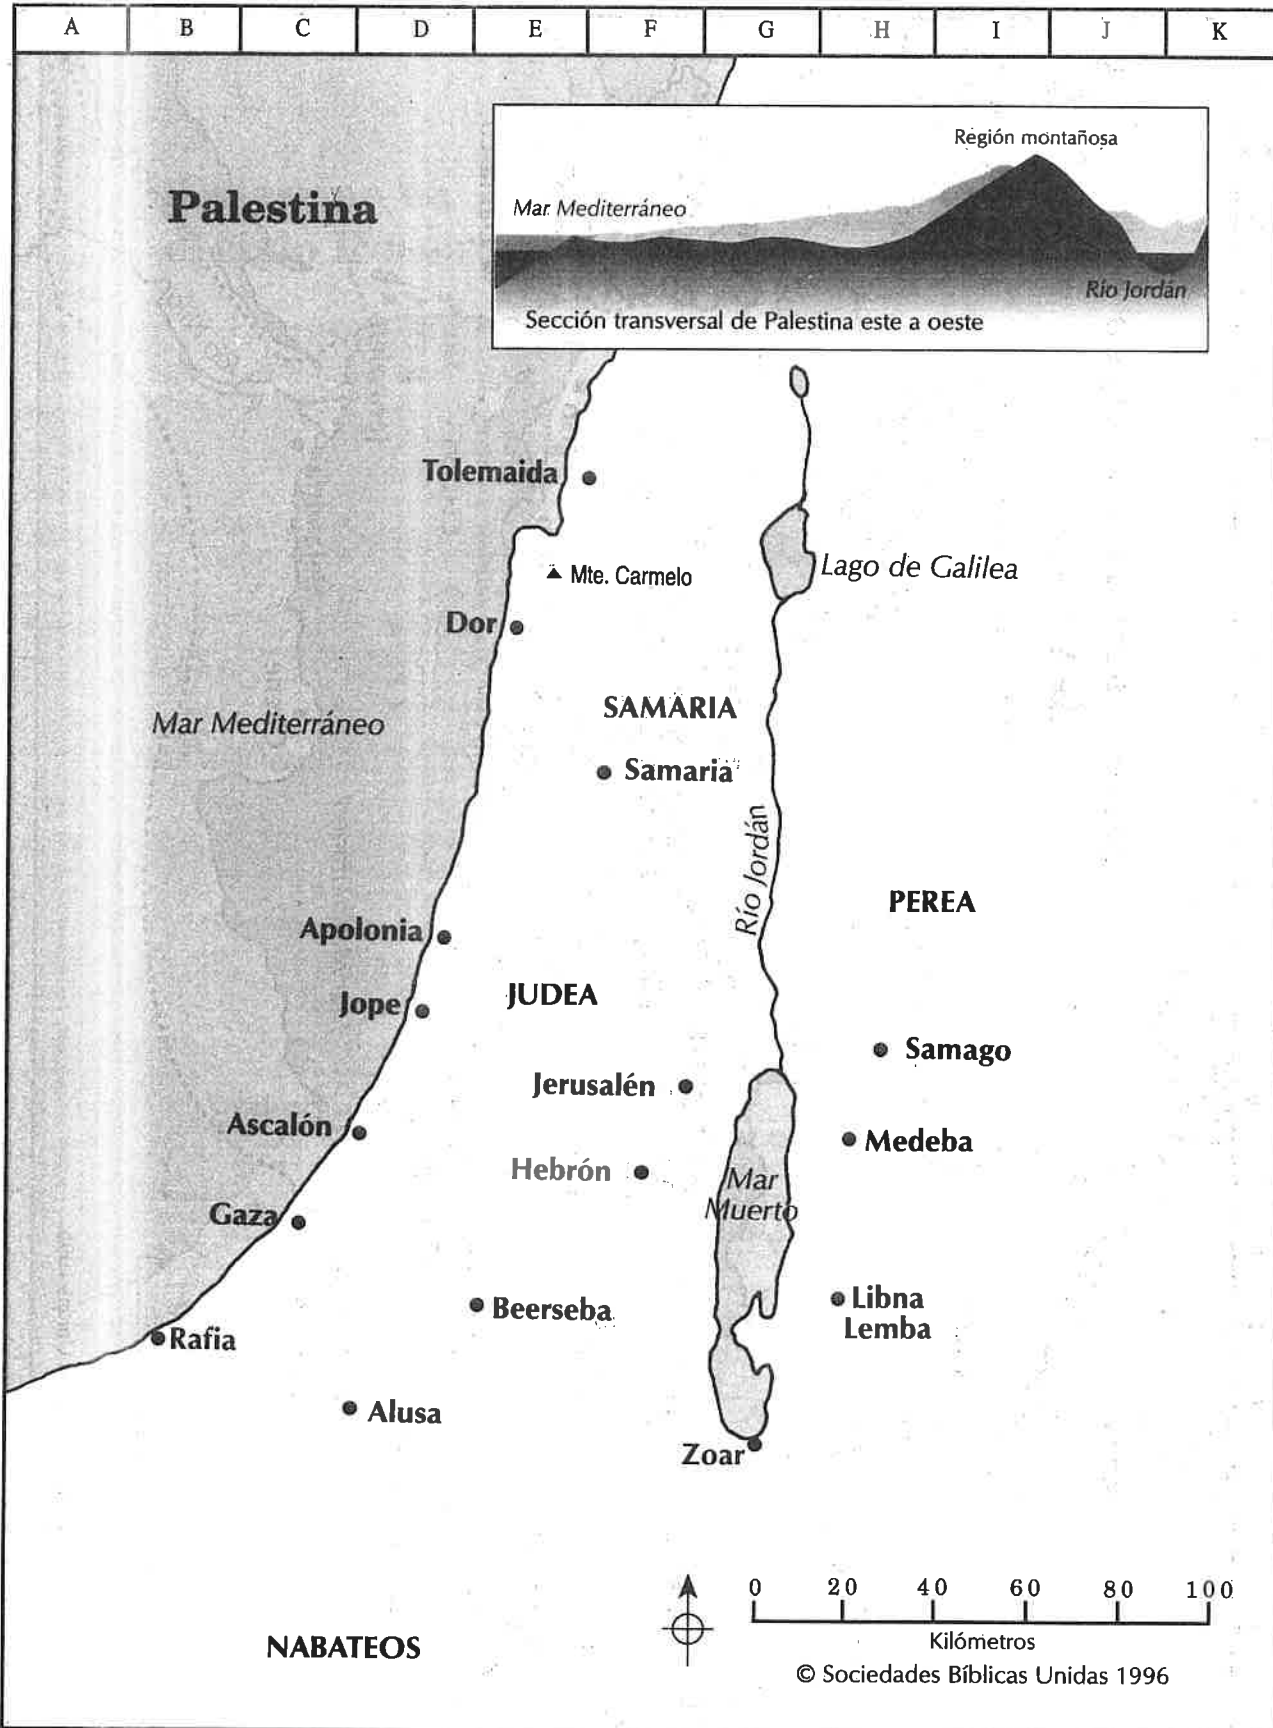 A B C D E F G H I J K
Palestina
Región montañosa
Mar Mediterráneo
Río Jordán
Sección transversal de Palestina este a oeste
Tolemaida
Mte. Carmelo
Lago de Galilea
Dor
SAMARIA
Mar Mediterráneo
Samaria
Río Jordán
PEREA
Apolonia
JUDEA
Jope
Samago
Jerusalén
Ascalón
Medeba
Hebrón
Mar
Muerto
Gaza
Libna
Beerseba
Lemba
Rafia
Alusa
Zoar
0 20 40 60 80 100
Kilómetros
NABATEOS
© Sociedades Bíblicas Unidas 1996